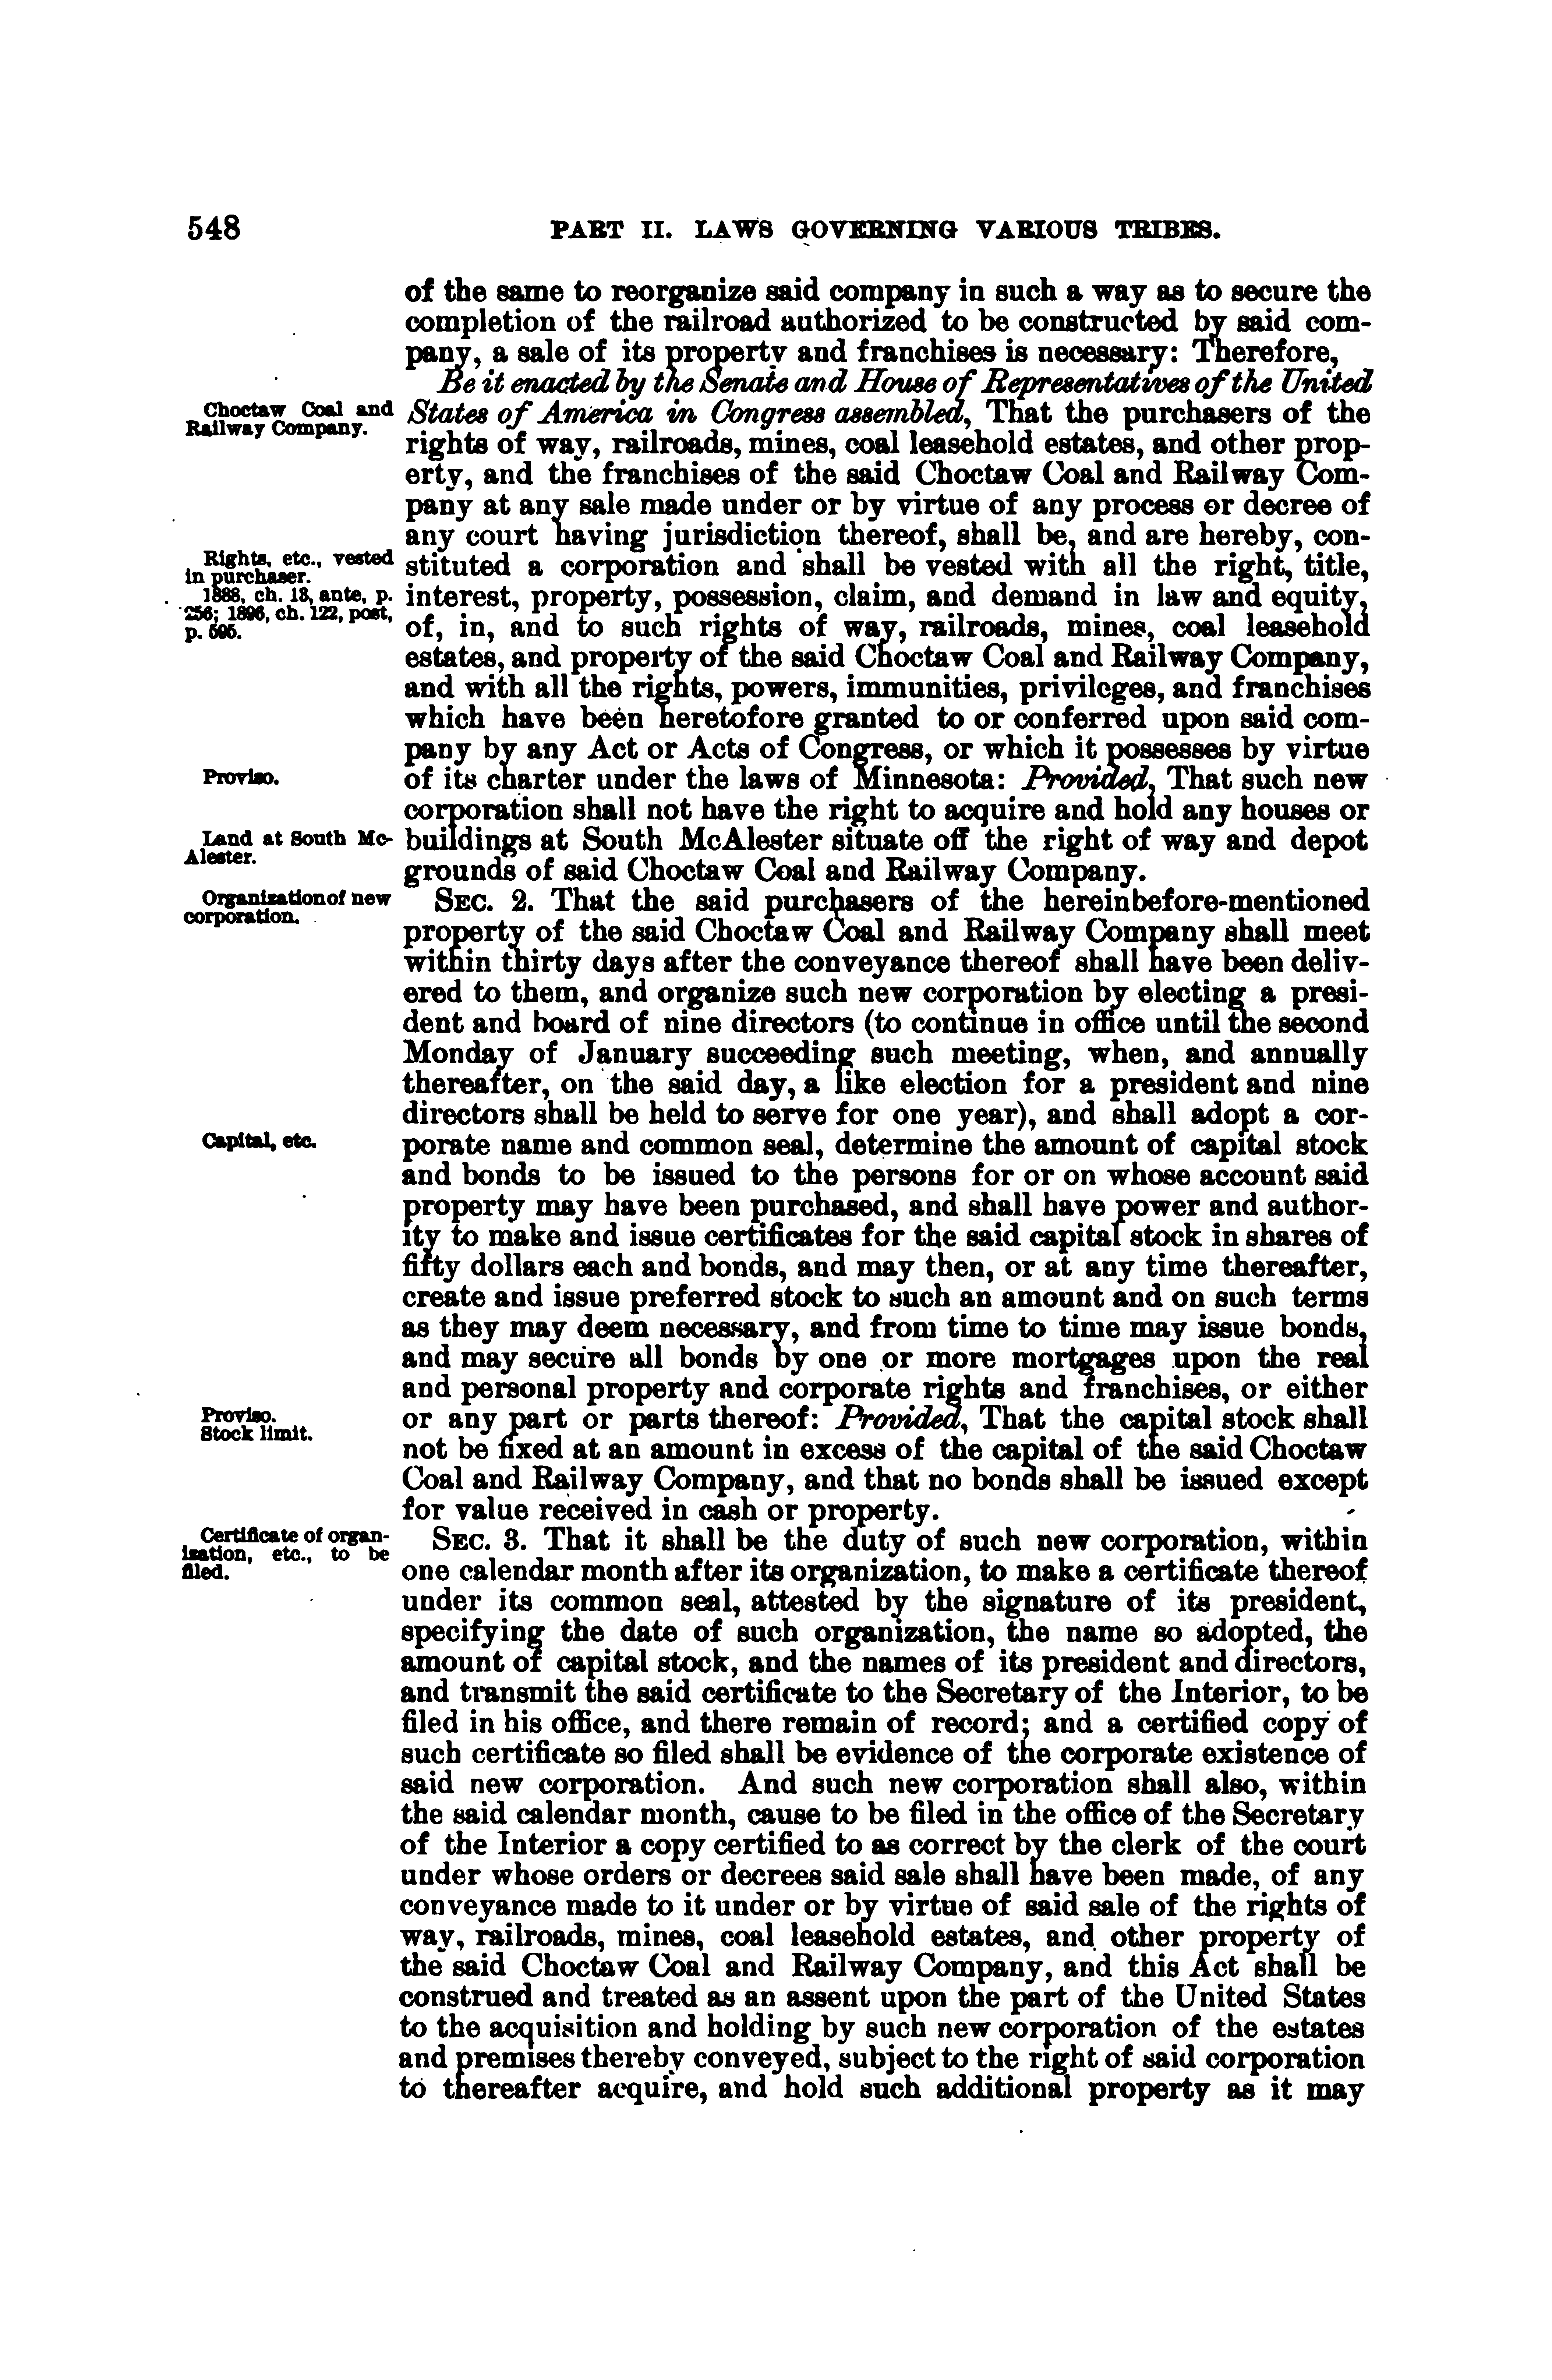 548
PART II. LAWS GOVERNING VARIOUS TRIBES.
of the same to reorganize said company in such a way as to secure the
completion of the railroad authorized to be constructed by said com-
pany, a sale of its property and franchises is necessary: Therefore,
Be it enacted by the Senate and House of Representatives of the United
Choctaw Coal and
Railway Company.
States of America in Congress assembled, That the purchasers of the
rights of way, railroads, mines, coal leasehold estates, and other prop-
erty, and the franchises of the said Choctaw Coal and Railway Com-
pany at any sale made under or by virtue of any process or decree of
any court having jurisdiction thereof, shall be, and are hereby, con-
Rights, etc., vested
in purchaser.
1888, ch. 13, ante, p.
256; 1896, ch. 122, post,
p. 595.
stituted a corporation and shall be vested with all the right, title,
interest, property, possession, claim, and demand in law and equity,
of, in, and to such rights of way, railroads, mines, coal leasehold
estates, and property of the said Choctaw Coal and Railway Company,
and with all the rights, powers, immunities, privileges, and franchises
which have been heretofore granted to or conferred upon said com-
pany by any Act or Acts of Congress, or which it possesses by virtue
Proviso.
of its charter under the laws of Minnesota: Provided, That such new
corporation shall not have the right to acquire and hold any houses or
Land at South Mc-
Alester.
buildings at South McAlester situate off the right of way and depot
grounds of said Choctaw Coal and Railway Company.
Organization of new
corporation.
SEC. 2. That the said purchasers of the hereinbefore-mentioned
property of the said Choctaw Coal and Railway Company shall meet
within thirty days after the conveyance thereof shall have been deliv-
ered to them, and organize such new corporation by electing a presi-
dent and board of nine directors (to continue in office until the second
Monday of January succeeding such meeting, when, and annually
thereafter, on the said day, a like election for a president and nine
directors shall be held to serve for one year), and shall adopt a cor-
Capital, etc.
porate name and common seal, determine the amount of capital stock
and bonds to be issued to the persons for or on whose account said
property may have been purchased, and shall have power and author-
ity to make and issue certificates for the said capital stock in shares of
fifty dollars each and bonds, and may then, or at any time thereafter,
create and issue preferred stock to such an amount and on such terms
as they may deem necessary, and from time to time may issue bonds,
and may secure all bonds by one or more mortgages upon the real
and personal property and corporate rights and franchises, or either
Proviso.
Stock limit.
or any part or parts thereof: Provided, That the capital stock shall
not be fixed at an amount in excess of the capital of the said Choctaw
Coal and Railway Company, and that no bonds shall be issued except
for value received in cash or property.
Certificate of organ-
ization, etc., to be
filed.
SEC. 3. That it shall be the duty of such new corporation, within
one calendar month after its organization, to make a certificate thereof
under its common seal, attested by the signature of its president,
specifying the date of such organization, the name so adopted, the
amount of capital stock, and the names of its president and directors,
and transmit the said certificate to the Secretary of the Interior, to be
filed in his office, and there remain of record; and a certified copy of
such certificate so filed shall be evidence of the corporate existence of
said new corporation. And such new corporation shall also, within
the said calendar month, cause to be filed in the office of the Secretary
of the Interior a copy certified to as correct by the clerk of the court
under whose orders or decrees said sale shall have been made, of any
conveyance made to it under or by virtue of said sale of the rights of
way, railroads, mines, coal leasehold estates, and other property of
the said Choctaw Coal and Railway Company, and this Act shall be
construed and treated as an assent upon the part of the United States
to the acquisition and holding by such new corporation of the estates
and premises thereby conveyed, subject to the right of said corporation
to thereafter acquire, and hold such additional property as it may